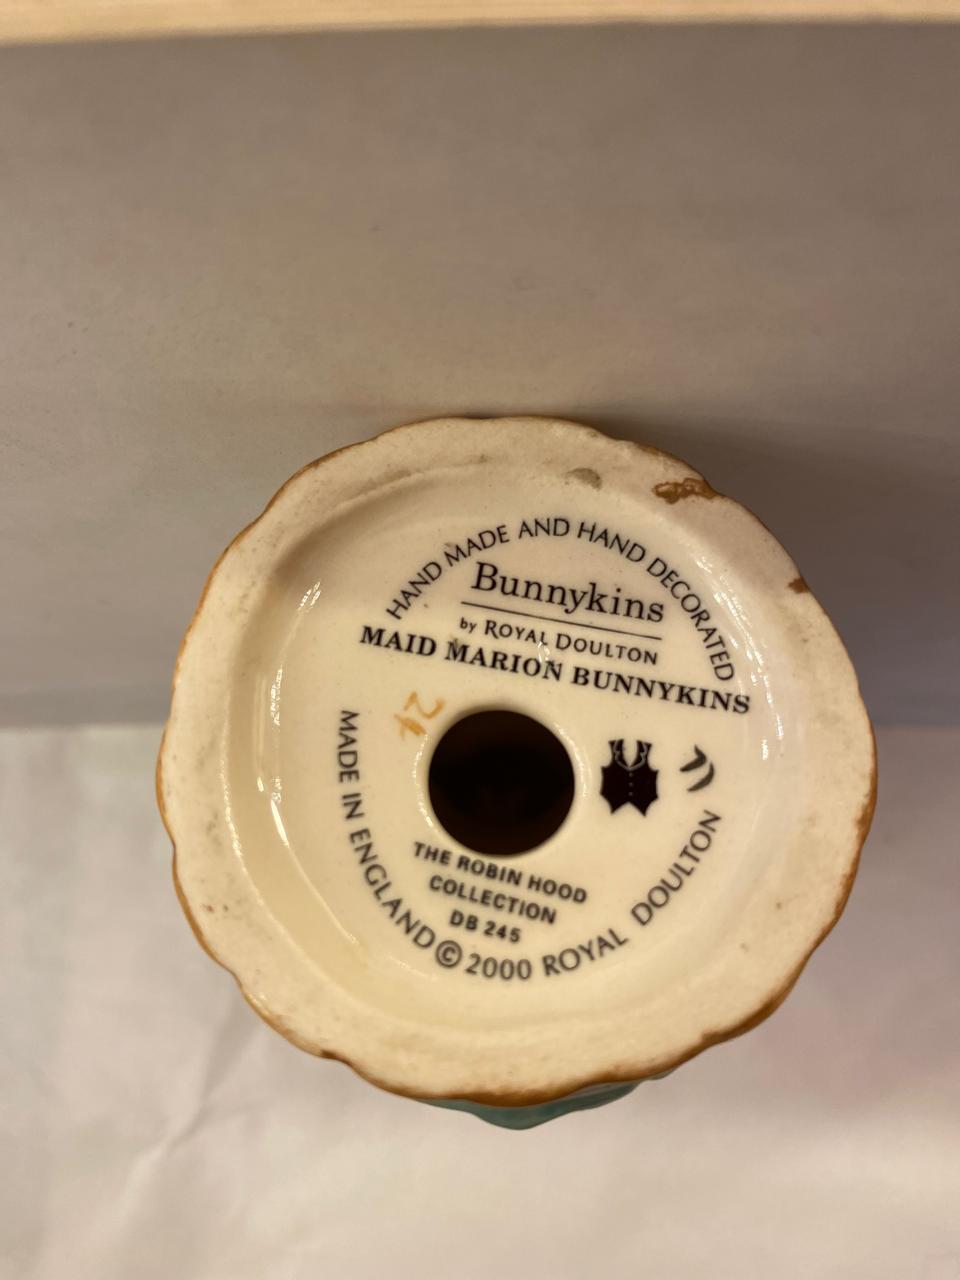 HAND MADE AND HAND DECORATED
Bunnykins
by ROYAL DOULTON
MAID MARION BUNNYKINS
24
THE ROBIN HOOD
COLLECTION
DB 245
MADE IN ENGLAND © 2000 ROYAL DOULTON